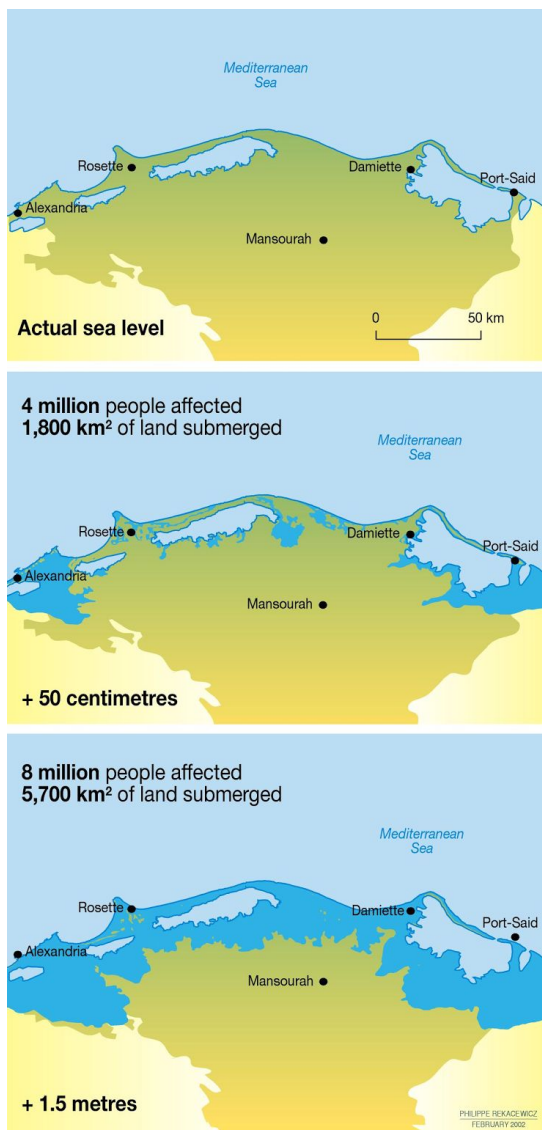 Mediterranean
Sea
Rosette
Damiette
Port-Said
Alexandria
Mansourah
0 50 km
Actual sea level
4 million people affected
1,800 km² of land submerged
Mediterranean
Sea
Rosette
Damiette
Port-Said
Alexandria
Mansourah
+ 50 centimetres
8 million people affected
5,700 km² of land submerged
Mediterranean
Sea
Rosette
Damiette
Port-Said
Alexandria
Mansourah
+ 1.5 metres
PHILIPPE REKACEWICZ
FEBRUARY 2002